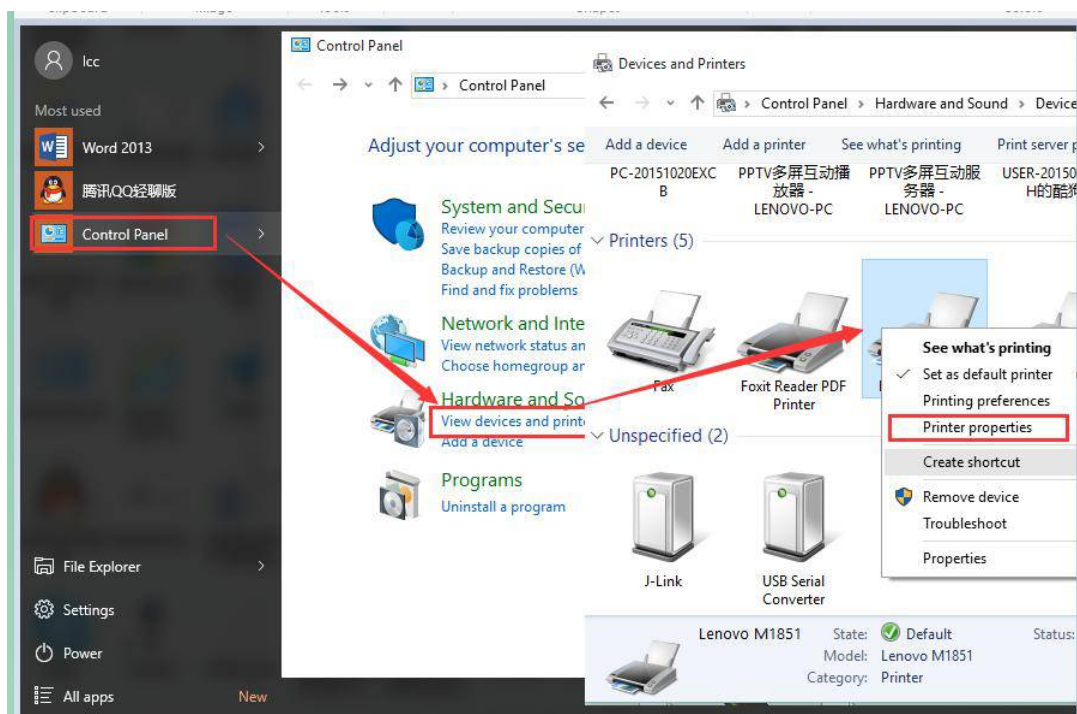 lcc
Most used
Word 2013
腾讯QQ轻聊版
Control Panel
File Explorer
Settings
Power
All apps
New
Control Panel
Control Panel
Adjust your computer's se
System and Secu
Review your computer
Save backup copies of
Backup and Restore (W
Find and fix problems
Network and Inte
View network status an
Choose homegroup an
Hardware and So
View devices and printe
Add a device
Programs
Uninstall a program
Devices and Printers
Control Panel > Hardware and Sound > Device
Add a device
Add a printer
See what's printing
Print server p
PC-20151020EXC
B
PPTV多屏互动播
放器 -
LENOVO-PC
PPTV多屏互动服
务器 -
LENOVO-PC
USER-20150
H的酷狗
Printers (5)
Fax
Foxit Reader PDF
Printer
See what's printing
Set as default printer
Printing preferences
Printer properties
Create shortcut
Remove device
Troubleshoot
Properties
Unspecified (2)
J-Link
USB Serial
Converter
Lenovo M1851
State:
Default
Status:
Model:
Lenovo M1851
Category:
Printer